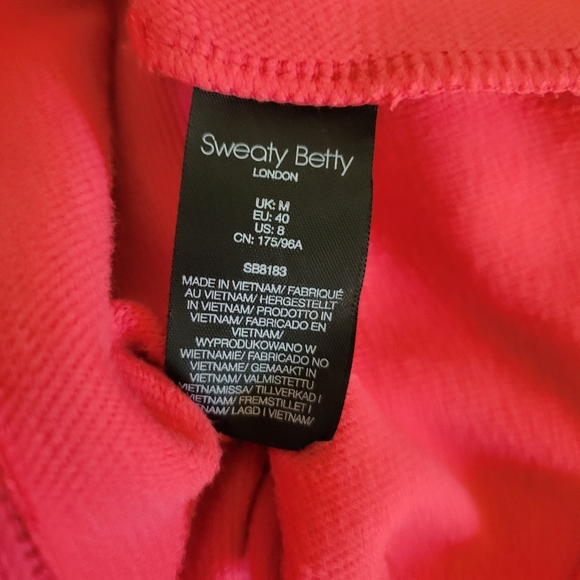 Sweaty Betty
LONDON
UK: M
EU: 40
US: 8
CN: 175/96A
SB8183
MADE IN VIETNAM/ FABRIQUÉ
AU VIETNAM/ HERGESTELLT
IN VIETNAM/ PRODOTTO IN
VIETNAM/ FABRICADO EN
VIETNAM/
WYPRODUKOWANO W
WIETNAMIE/ FABRICADO NO
VIETNAME/ GEMAAKT IN
VIETNAM/ VALMISTETTU
VIETNAMISSA/ TILLVERKAD I
VIETNAM/ FREMSTILLET I
VIETNAM/ LAGD I VIETNAM/